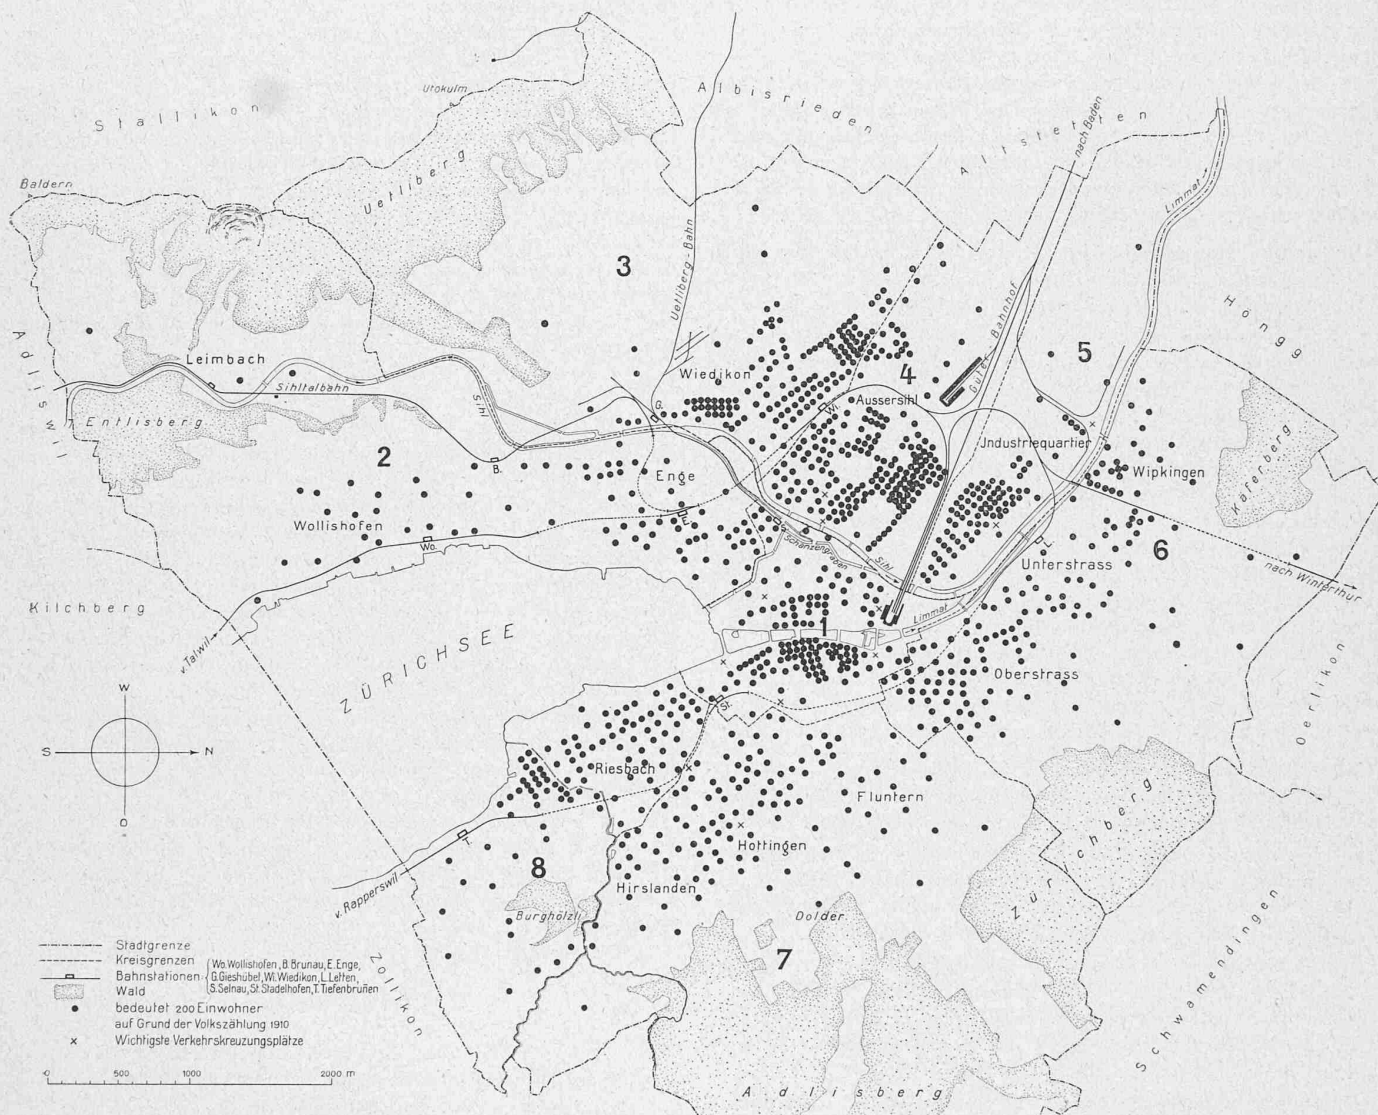 Stallikon
Utokulm
Albisrieden
Altstetten
nach Baden
Baldern
Uetliberg
Limmat
3
Uetliberg-Bahn
Güter-Bahnhof
Höngg
Adliswil
Leimbach
Sihltalbahn
Sihl
Wiedikon
5
4
G.
Wi.
Aussersihl
Entlisberg
2
B.
Industriequartier
Wipkingen
Käferberg
Enge
Wollishofen
E.
Wo.
S.
Schanzengraben
Sihl
L.
6
Unterstrass
nach Winterthur
Kilchberg
v. Talwil
ZÜRICHSEE
1
Limmat
Oberstrass
Oerlikon
W
S
N
O
St.
Riesbach
Fluntern
Zürichberg
T.
Hottingen
v. Rapperswil
8
Hirslanden
Burghölzli
Dolder
7
Zollikon
Schwamendingen
Adlisberg
Stadtgrenze
Kreisgrenzen
Bahnstationen
Wo. Wollishofen, B. Brunau, E. Enge,
G. Gieshübel, Wi. Wiedikon, L. Letten,
S. Selnau, St. Stadelhofen, T. Tiefenbrunen
Wald
bedeutet 200 Einwohner
auf Grund der Volkszählung 1910
x Wichtigste Verkehrskreuzungsplätze
0 500 1000 2000 m